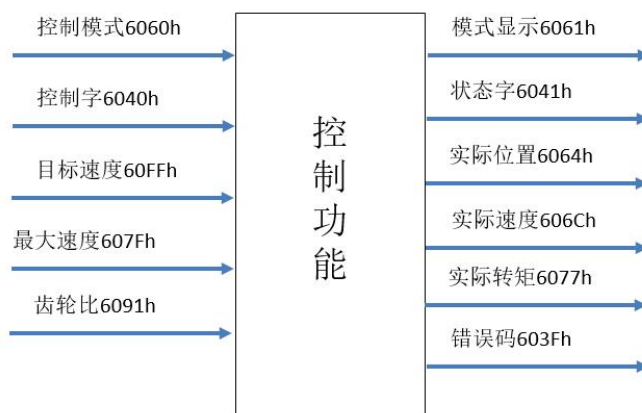 控制模式6060h
控制字6040h
目标速度60FFh
最大速度607Fh
齿轮比6091h
控制功能
模式显示6061h
状态字6041h
实际位置6064h
实际速度606Ch
实际转矩6077h
错误码603Fh